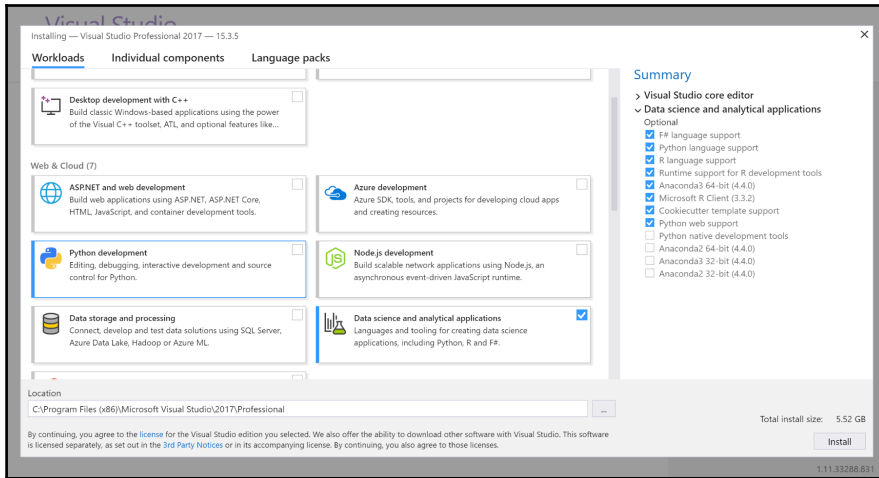 Visual Studio
Installing — Visual Studio Professional 2017 — 15.3.5
Workloads
Individual components
Language packs
Desktop development with C++
Build classic Windows-based applications using the power
of the Visual C++ toolset, ATL, and optional features like...
Web & Cloud (7)
ASP.NET and web development
Build web applications using ASP.NET, ASP.NET Core,
HTML, JavaScript, and container development tools.
Azure development
Azure SDK, tools, and projects for developing cloud apps
and creating resources.
Python development
Editing, debugging, interactive development and source
control for Python.
Node.js development
Build scalable network applications using Node.js, an
asynchronous event-driven JavaScript runtime.
Data storage and processing
Connect, develop and test data solutions using SQL Server,
Azure Data Lake, Hadoop or Azure ML.
Data science and analytical applications
Languages and tooling for creating data science
applications, including Python, R and F#.
Summary
Visual Studio core editor
Data science and analytical applications
Optional
F# language support
Python language support
R language support
Runtime support for R development tools
Anaconda3 64-bit (4.4.0)
Microsoft R Client (3.3.2)
Cookiecutter template support
Python web support
Python native development tools
Anaconda2 64-bit (4.4.0)
Anaconda3 32-bit (4.4.0)
Anaconda2 32-bit (4.4.0)
Location
C:\Program Files (x86)\Microsoft Visual Studio\2017\Professional
...
By continuing, you agree to the license for the Visual Studio edition you selected. We also offer the ability to download other software with Visual Studio. This software
is licensed separately, as set out in the 3rd Party Notices or in its accompanying license. By continuing, you also agree to those licenses.
Total install size: 5.52 GB
Install
1.11.33288.831